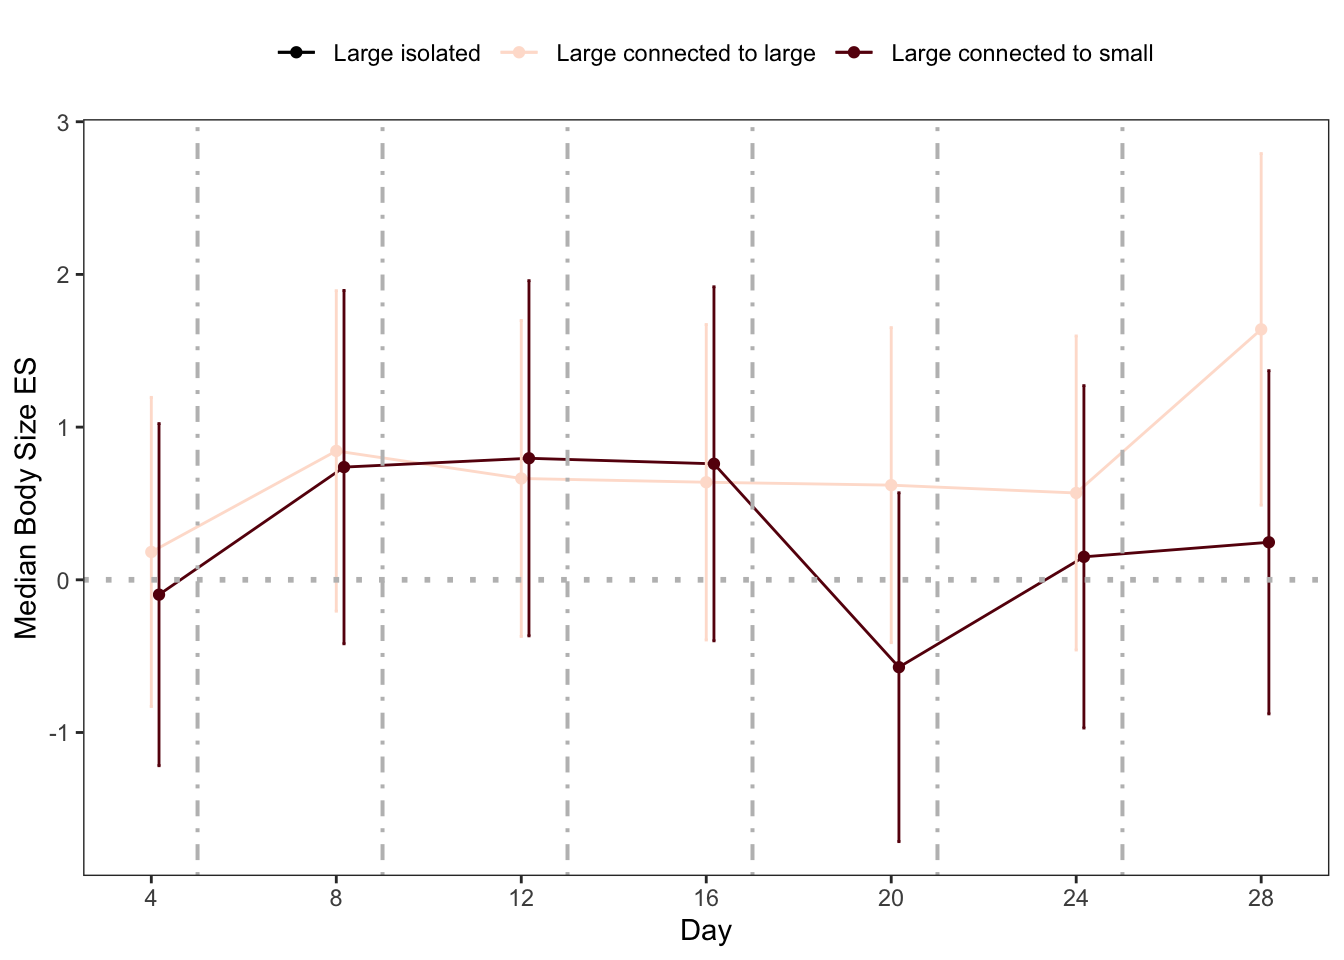 Large isolated Large connected to large Large connected to small
3
2
1
0
-1
Median Body Size ES
4 8 12 16 20 24 28
Day